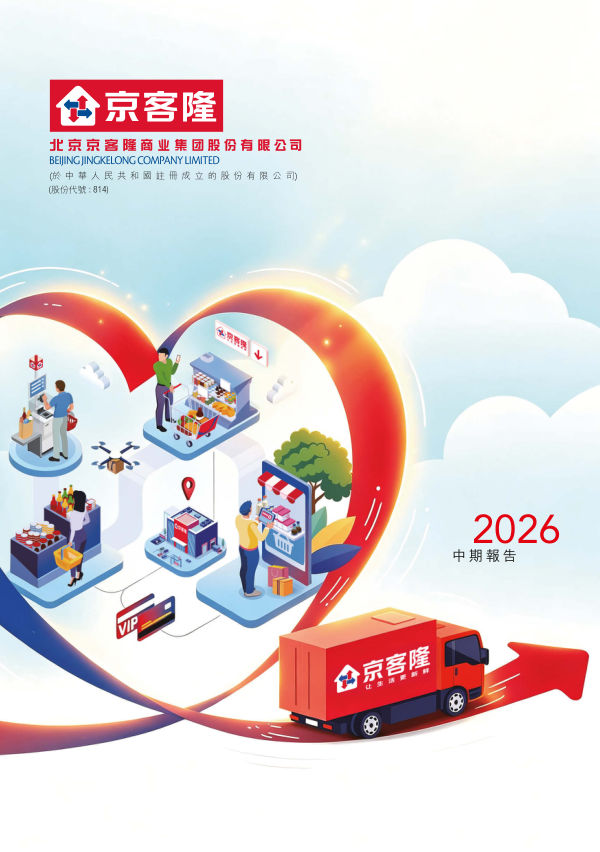 京客隆
北京京客隆商业集团股份有限公司
BEIJING JINGKELONG COMPANY LIMITED
(於中華人民共和國註冊成立的股份有限公司)
(股份代號 : 814)
京客隆
2026
中期報告
VIP
京客隆
让生活更新鲜